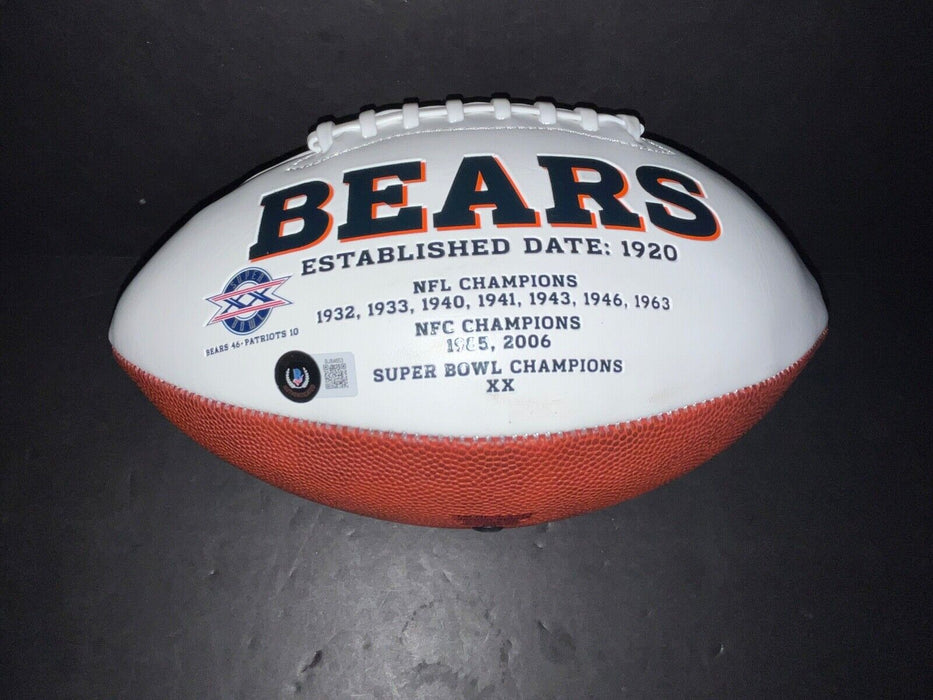 BEARS
ESTABLISHED DATE: 1920
NFL CHAMPIONS
1932, 1933, 1940, 1941, 1943, 1946, 1963
NFC CHAMPIONS
1985, 2006
SUPER BOWL CHAMPIONS
XX
SUPER
XX
BOWL
BEARS 46-PATRIOTS 10